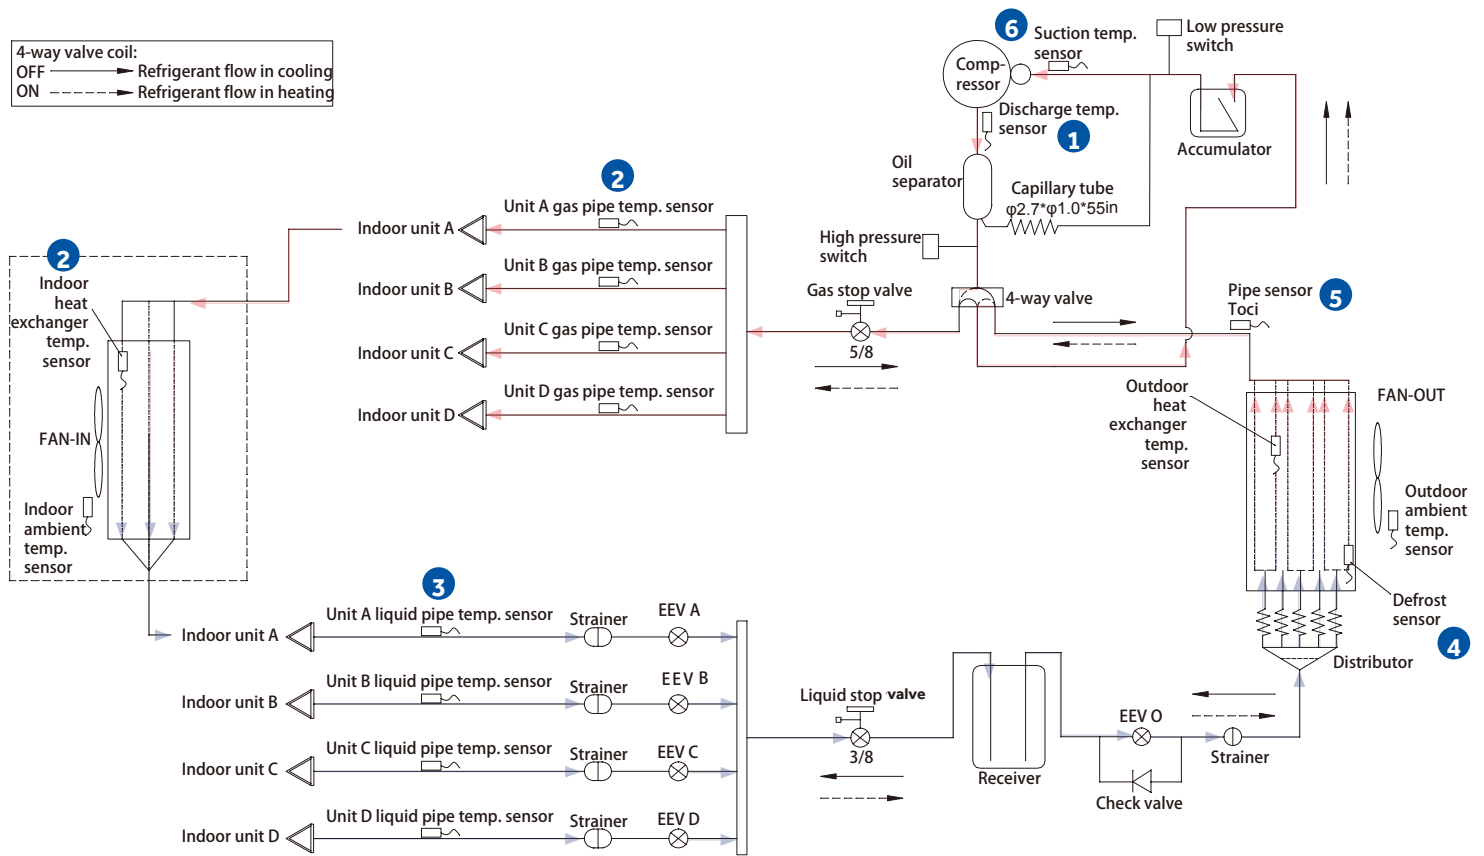 4-way valve coil:
OFF Refrigerant flow in cooling
ON Refrigerant flow in heating
6
Suction temp.
sensor
Low pressure
switch
Comp-
ressor
Discharge temp.
sensor
1
Accumulator
Oil
separator
Capillary tube
φ2.7*φ1.0*55in
High pressure
switch
Gas stop valve
5/8
4-way valve
2
Unit A gas pipe temp. sensor
Indoor unit A
Unit B gas pipe temp. sensor
Indoor unit B
Unit C gas pipe temp. sensor
Indoor unit C
Unit D gas pipe temp. sensor
Indoor unit D
2
Indoor
heat
exchanger
temp.
sensor
FAN-IN
Indoor
ambient
temp.
sensor
Pipe sensor
Toci
5
Outdoor
heat
exchanger
temp.
sensor
FAN-OUT
Outdoor
ambient
temp.
sensor
Defrost
sensor
4
Distributor
3
Unit A liquid pipe temp. sensor
Strainer
EEV A
Indoor unit A
Unit B liquid pipe temp. sensor
Strainer
EEV B
Indoor unit B
Unit C liquid pipe temp. sensor
Strainer
EEV C
Indoor unit C
Unit D liquid pipe temp. sensor
Strainer
EEV D
Indoor unit D
Liquid stop valve
3/8
Receiver
EEV O
Check valve
Strainer